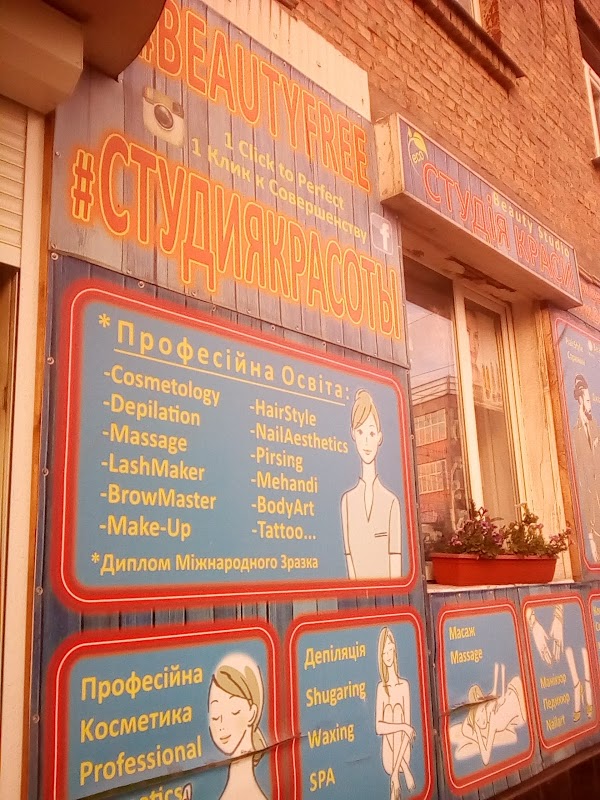 #BEAUTYFREE
1 Click to Perfect
1 Клик к Совершенству
#СТУДИЯКРАСОТЫ
eco
Beauty Studio
СТУДІЯ КРАСИ
*Професійна Освіта:
-Cosmetology
-Depilation
-Massage
-LashMaker
-BrowMaster
-Make-Up
-HairStyle
-NailAesthetics
-Pirsing
-Mehandi
-BodyArt
-Tattoo...
*Диплом Міжнародного Зразка
Професійна
Косметика
Professional
Депіляція
Shugaring
Waxing
SPA
Масаж
Massage
Манікюр
Педикюр
Nailart